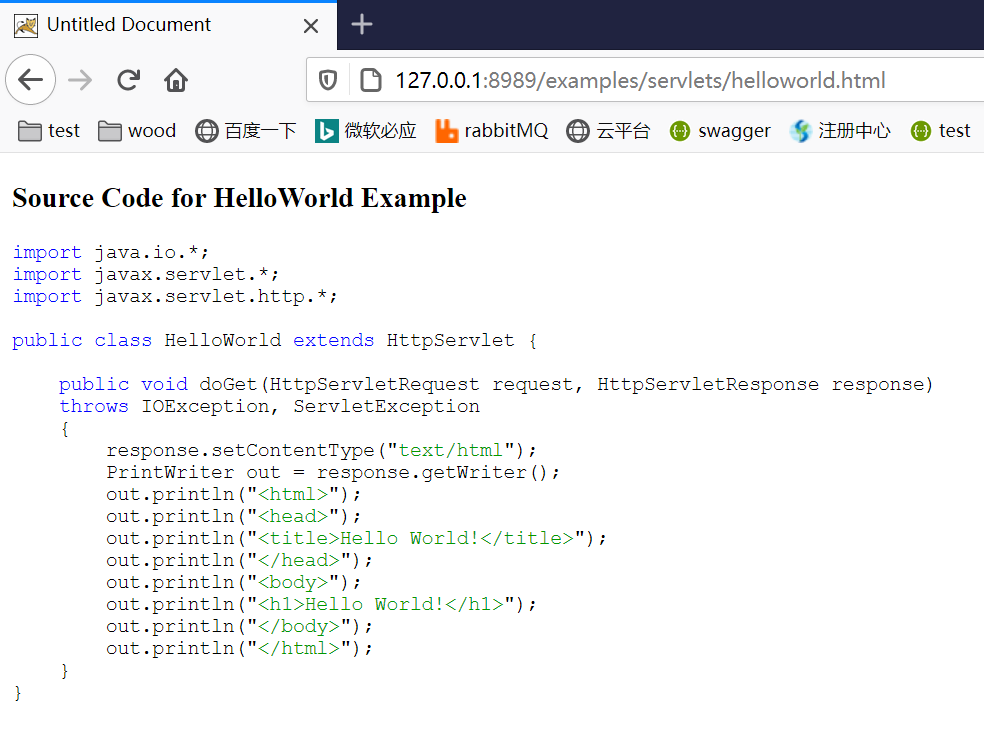 Untitled Document
127.0.0.1:8989/examples/servlets/helloworld.html
test wood 百度一下 微软必应 rabbitMQ 云平台 swagger 注册中心 test
Source Code for HelloWorld Example
import java.io.*;
import javax.servlet.*;
import javax.servlet.http.*;
public class HelloWorld extends HttpServlet {
    public void doGet(HttpServletRequest request, HttpServletResponse response)
    throws IOException, ServletException
    {
        response.setContentType("text/html");
        PrintWriter out = response.getWriter();
        out.println("<html>");
        out.println("<head>");
        out.println("<title>Hello World!</title>");
        out.println("</head>");
        out.println("<body>");
        out.println("<h1>Hello World!</h1>");
        out.println("</body>");
        out.println("</html>");
    }
}